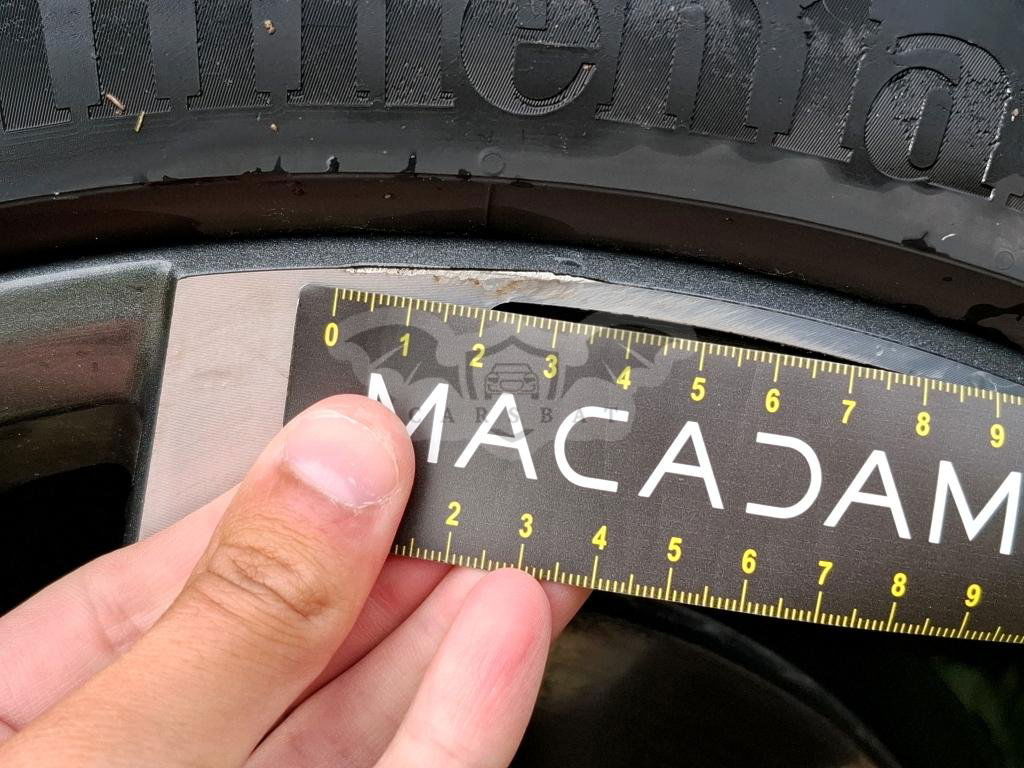 ntinental
0 1 2 3 4 5 6 7 8 9
CARSBAT
MACADAM
2 3 4 5 6 7 8 9